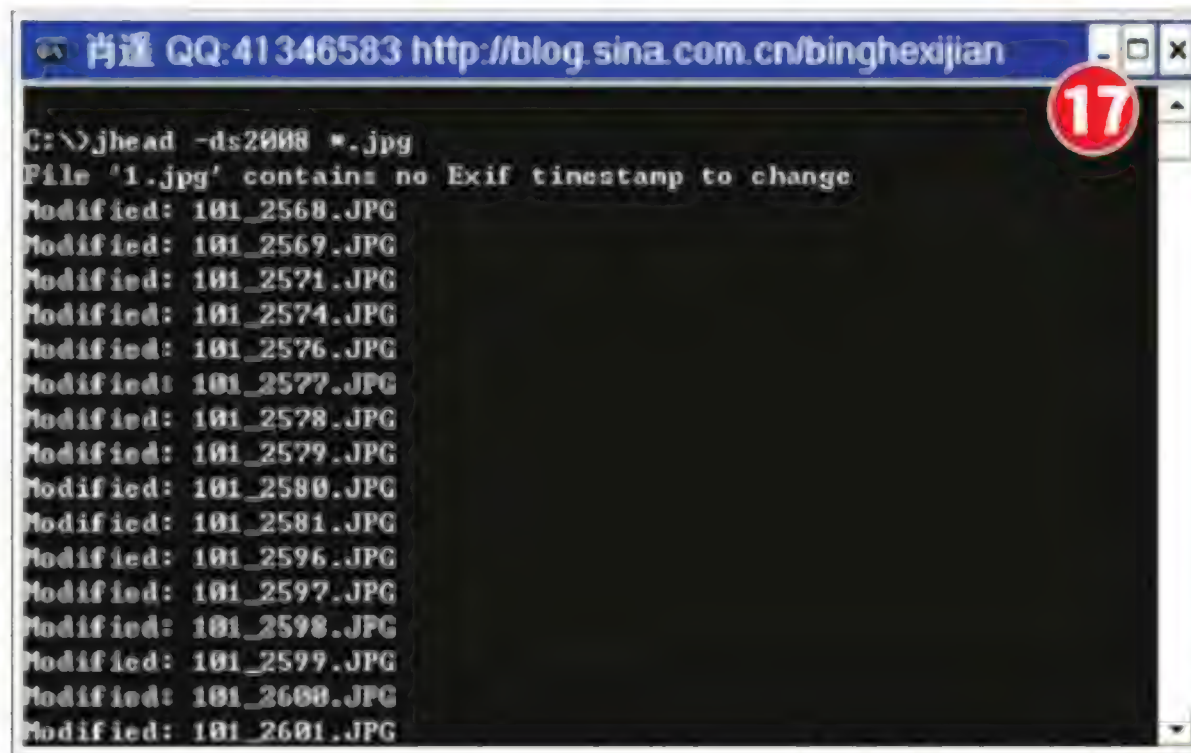 肖遥 QQ:41346583 http://blog.sina.com.cn/binghexijian
17
C:\>jhead -ds2008 *.jpg
File '1.jpg' contains no Exif timestamp to change
Modified: 101_2568.JPG
Modified: 101_2569.JPG
Modified: 101_2571.JPG
Modified: 101_2574.JPG
Modified: 101_2576.JPG
Modified: 101_2577.JPG
Modified: 101_2578.JPG
Modified: 101_2579.JPG
Modified: 101_2580.JPG
Modified: 101_2581.JPG
Modified: 101_2596.JPG
Modified: 101_2597.JPG
Modified: 101_2598.JPG
Modified: 101_2599.JPG
Modified: 101_2600.JPG
Modified: 101_2601.JPG